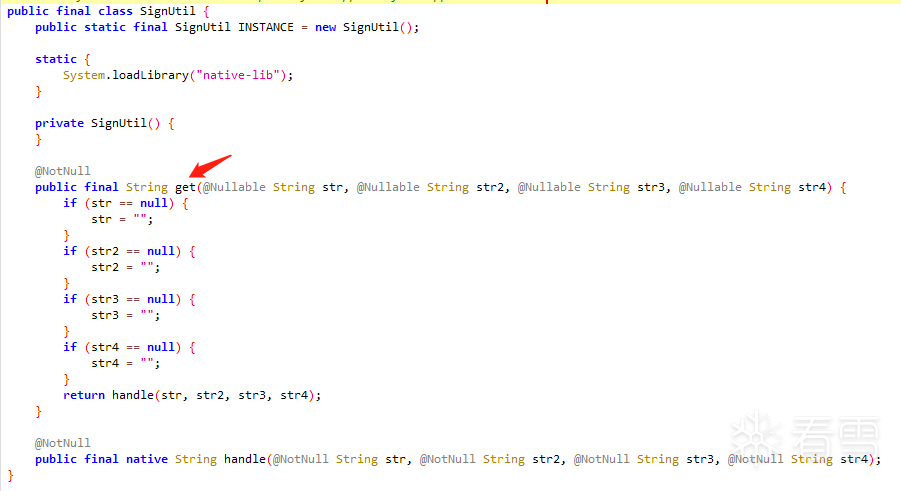 public final class SignUtil {
public static final SignUtil INSTANCE = new SignUtil();
static {
System.loadLibrary("native-lib");
}
private SignUtil() {
}
@NotNull
public final String get(@Nullable String str, @Nullable String str2, @Nullable String str3, @Nullable String str4) {
if (str == null) {
str = "";
}
if (str2 == null) {
str2 = "";
}
if (str3 == null) {
str3 = "";
}
if (str4 == null) {
str4 = "";
}
return handle(str, str2, str3, str4);
}
@NotNull
public final native String handle(@NotNull String str, @NotNull String str2, @NotNull String str3, @NotNull String str4);
}
看雪